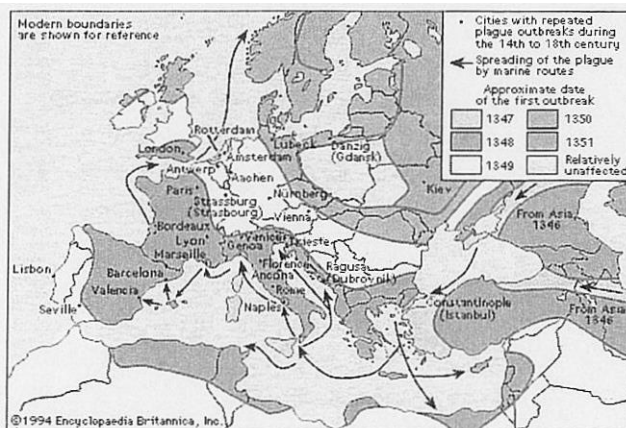 Modern boundaries
are shown for reference
Cities with repeated
plague outbreaks during
the 14th to 18th century
Spreading of the plague
by marine routes
Approximate date
of the first outbreak
1347
1350
1348
1351
1349
Relatively
unaffected
Rotterdam
London
Amsterdam
Antwerp
Lübeck
Danzig
(Gdansk)
Aachen
Paris
Nürnberg
Kiev
Strassburg
(Strasbourg)
Vienna
From Asia,
1346
Bordeaux
Lyon
Venice
Trieste
Genoa
Marseille
Florence
Ragusa
(Dubrovnik)
Lisbon
Barcelona
Ancona
Valencia
Rome
Constantinople
(Istanbul)
From Asia
1346
Seville
Naples
©1994 Encyclopaedia Britannica, Inc.